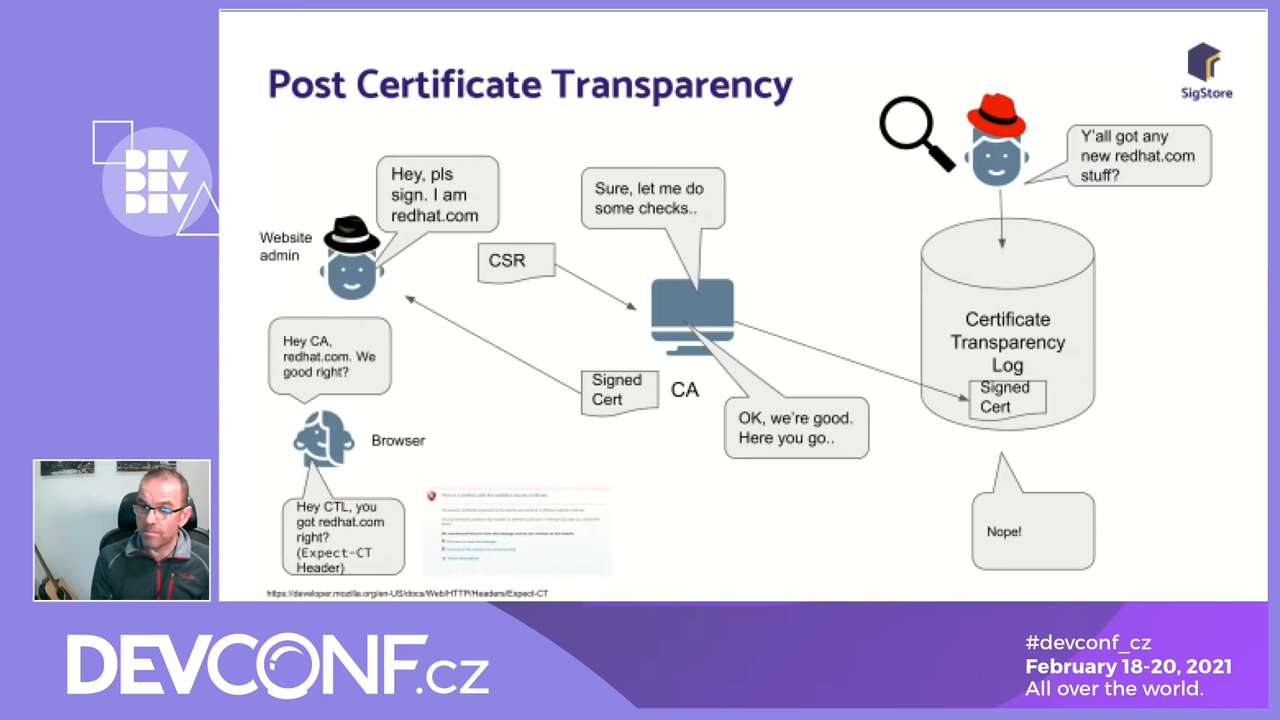 Post Certificate Transparency
SigStore
DEV
DEV
DEV
Y'all got any
new redhat.com
stuff?
Hey, pls
sign. I am
redhat.com
Sure, let me do
some checks..
Website
admin
CSR
Certificate
Transparency
Log
Signed
Cert
Hey CA,
redhat.com. We
good right?
Signed
Cert
CA
OK, we're good.
Here you go..
Browser
Hey CTL, you
got redhat.com
right?
(Expect-CT
Header)
Nope!
https://developer.mozilla.org/en-US/docs/Web/HTTP/Headers/Expect-CT
DEVCONF.cz
#devconf_cz
February 18-20, 2021
All over the world.